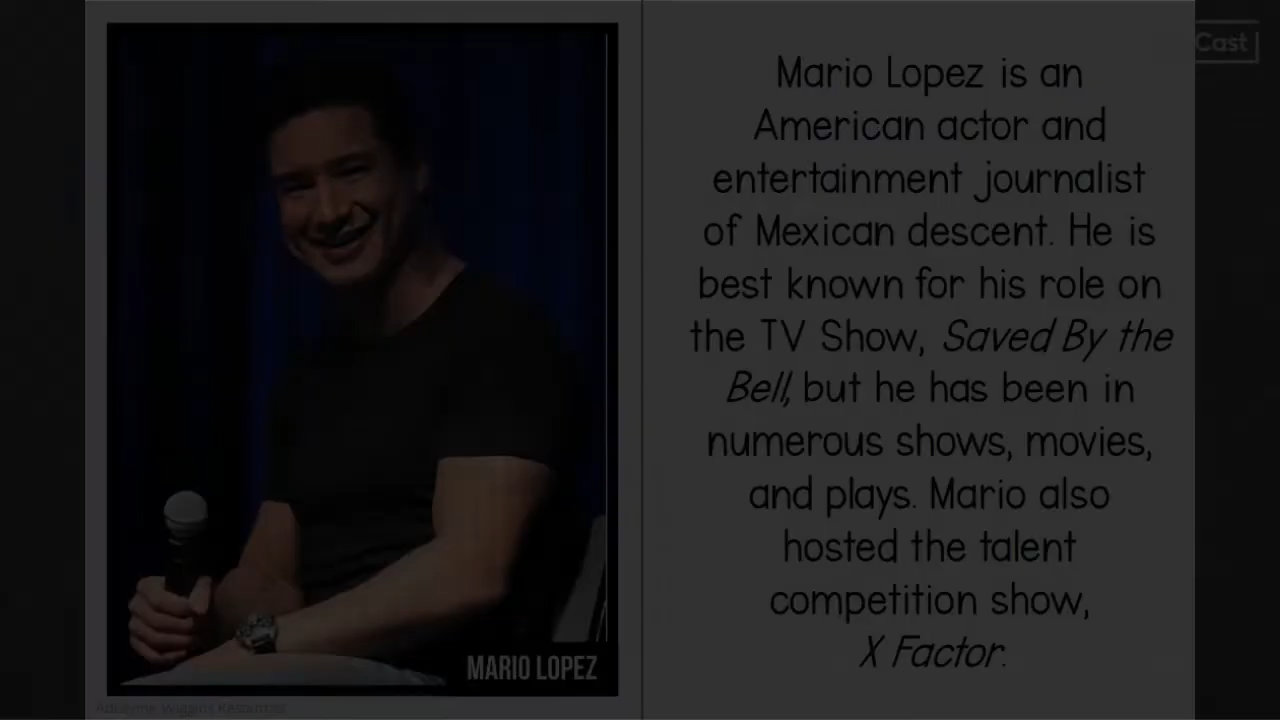 Cast
Mario Lopez is an
American actor and
entertainment journalist
of Mexican descent. He is
best known for his role on
the TV Show, Saved By the
Bell, but he has been in
numerous shows, movies,
and plays. Mario also
hosted the talent
competition show,
X Factor.
MARIO LOPEZ